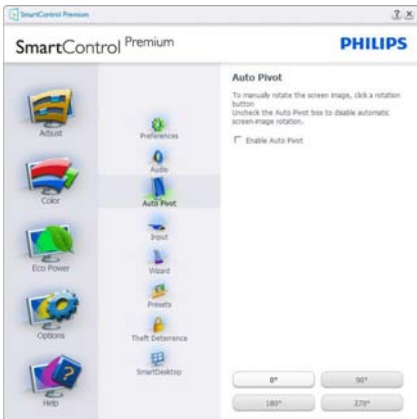 SmartControl Premium
SmartControl Premium
PHILIPS
Adjust
Color
Eco Power
Options
Help
Preferences
Audio
Auto Pivot
Input
Wizard
Presets
Theft Deterrence
SmartDesktop
Auto Pivot
To manually rotate the screen image, click a rotation
button
Uncheck the Auto Pivot box to disable automatic
screen-image rotation.
Enable Auto Pivot
0°
90°
180°
270°